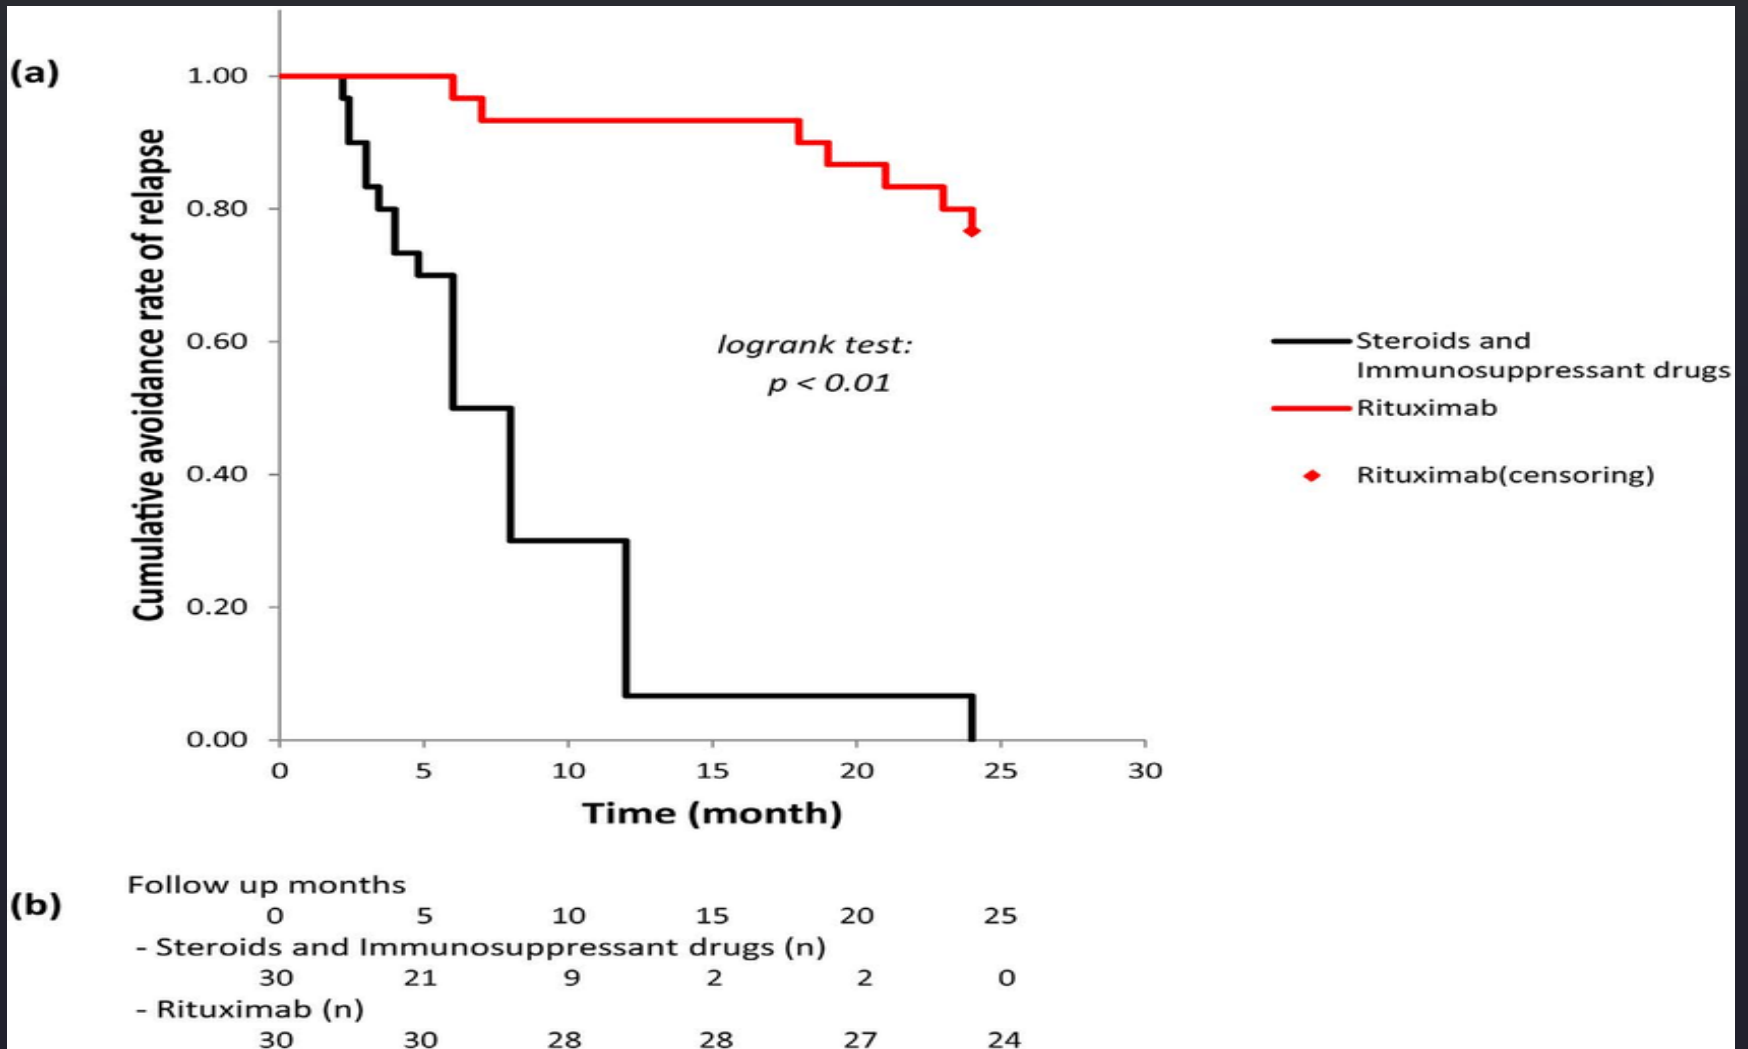 (a)
Cumulative avoidance rate of relapse
1.00
0.80
0.60
0.40
0.20
0.00
0 5 10 15 20 25 30
Time (month)
logrank test:
p < 0.01
Steroids and
Immunosuppressant drugs
Rituximab
Rituximab(censoring)
(b)
Follow up months
0 5 10 15 20 25
- Steroids and Immunosuppressant drugs (n)
30 21 9 2 2 0
- Rituximab (n)
30 30 28 28 27 24